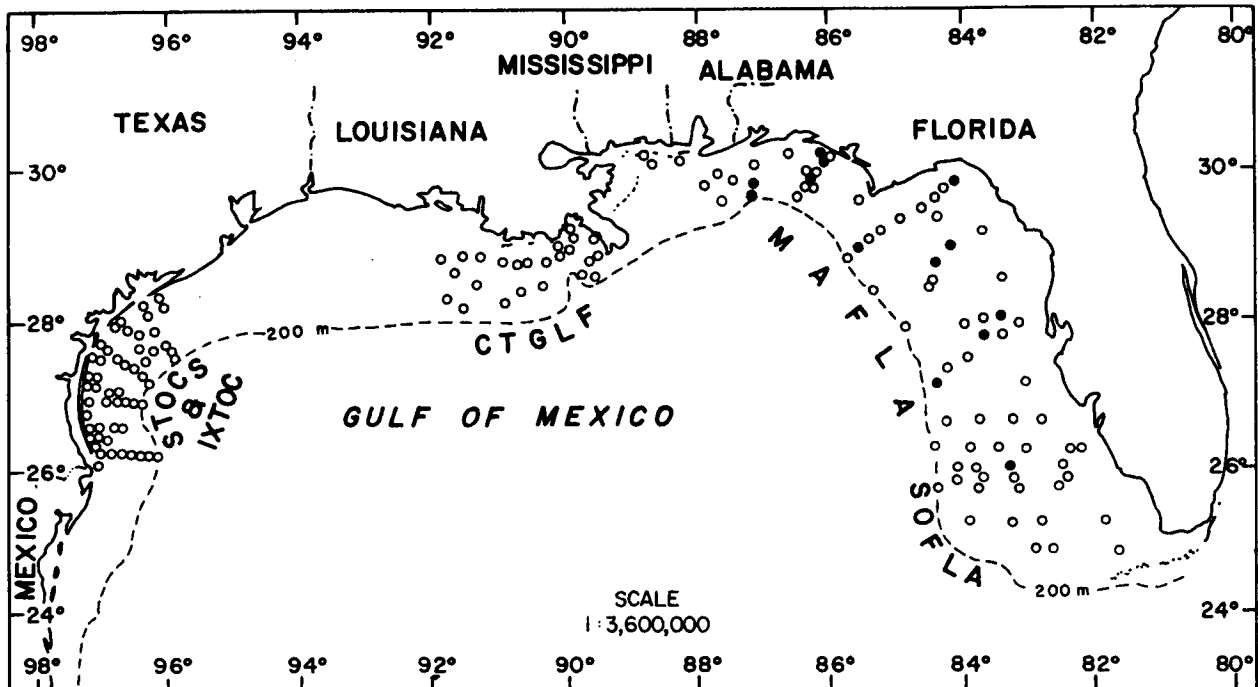 98° 96° 94° 92° 90° 88° 86° 84° 82° 80°
MISSISSIPPI ALABAMA
TEXAS LOUISIANA FLORIDA
30° 30°
28° 200 m CTGLF MAFLA 28°
STOCS & IXTOC
GULF OF MEXICO
26° 26°
MEXICO SOFLA
SCALE
1:3,600,000
200 m
24° 24°
98° 96° 94° 92° 90° 88° 86° 84° 82° 80°